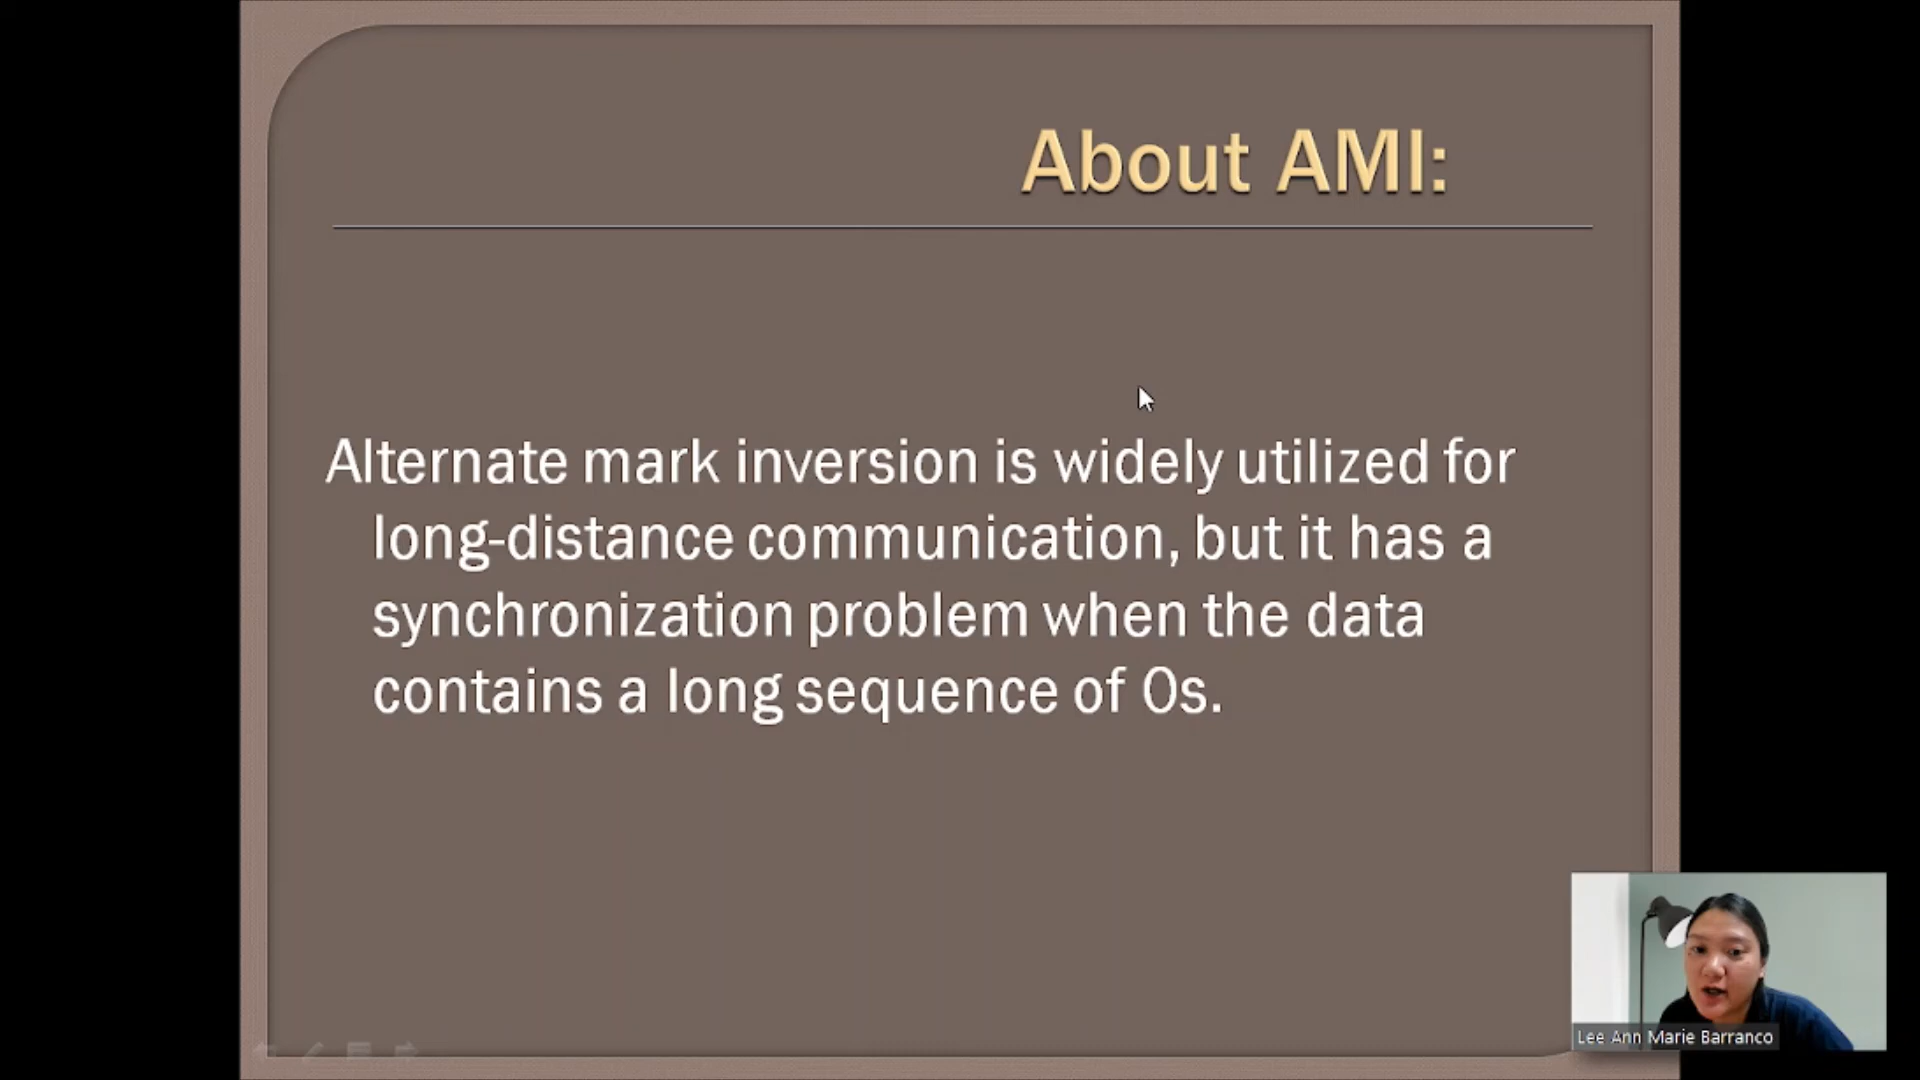 About AMI:
Alternate mark inversion is widely utilized for
long-distance communication, but it has a
synchronization problem when the data
contains a long sequence of 0s.
Lee Ann Marie Barranco